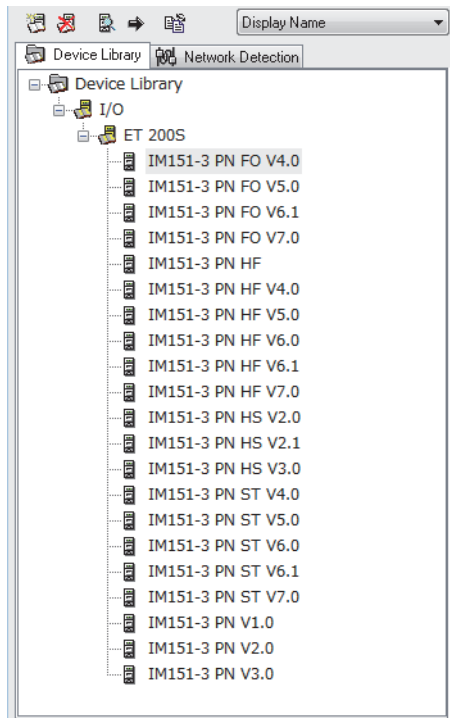 Display Name
Device Library Network Detection
Device Library
I/O
ET 200S
IM151-3 PN FO V4.0
IM151-3 PN FO V5.0
IM151-3 PN FO V6.1
IM151-3 PN FO V7.0
IM151-3 PN HF
IM151-3 PN HF V4.0
IM151-3 PN HF V5.0
IM151-3 PN HF V6.0
IM151-3 PN HF V6.1
IM151-3 PN HF V7.0
IM151-3 PN HS V2.0
IM151-3 PN HS V2.1
IM151-3 PN HS V3.0
IM151-3 PN ST V4.0
IM151-3 PN ST V5.0
IM151-3 PN ST V6.0
IM151-3 PN ST V6.1
IM151-3 PN ST V7.0
IM151-3 PN V1.0
IM151-3 PN V2.0
IM151-3 PN V3.0